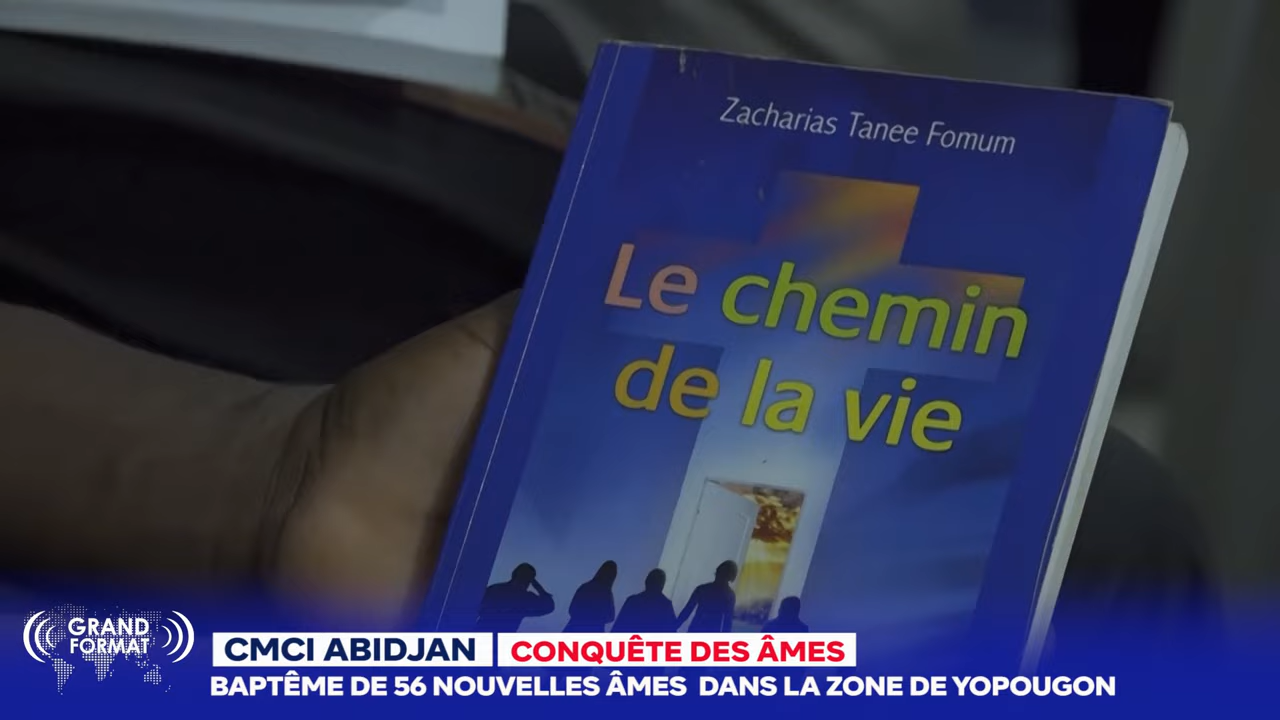 Zacharias Tanee Fomum
Le chemin
de la vie
GRAND
FORMAT
CMCI ABIDJAN CONQUÊTE DES ÂMES
BAPTÊME DE 56 NOUVELLES ÂMES DANS LA ZONE DE YOPOUGON